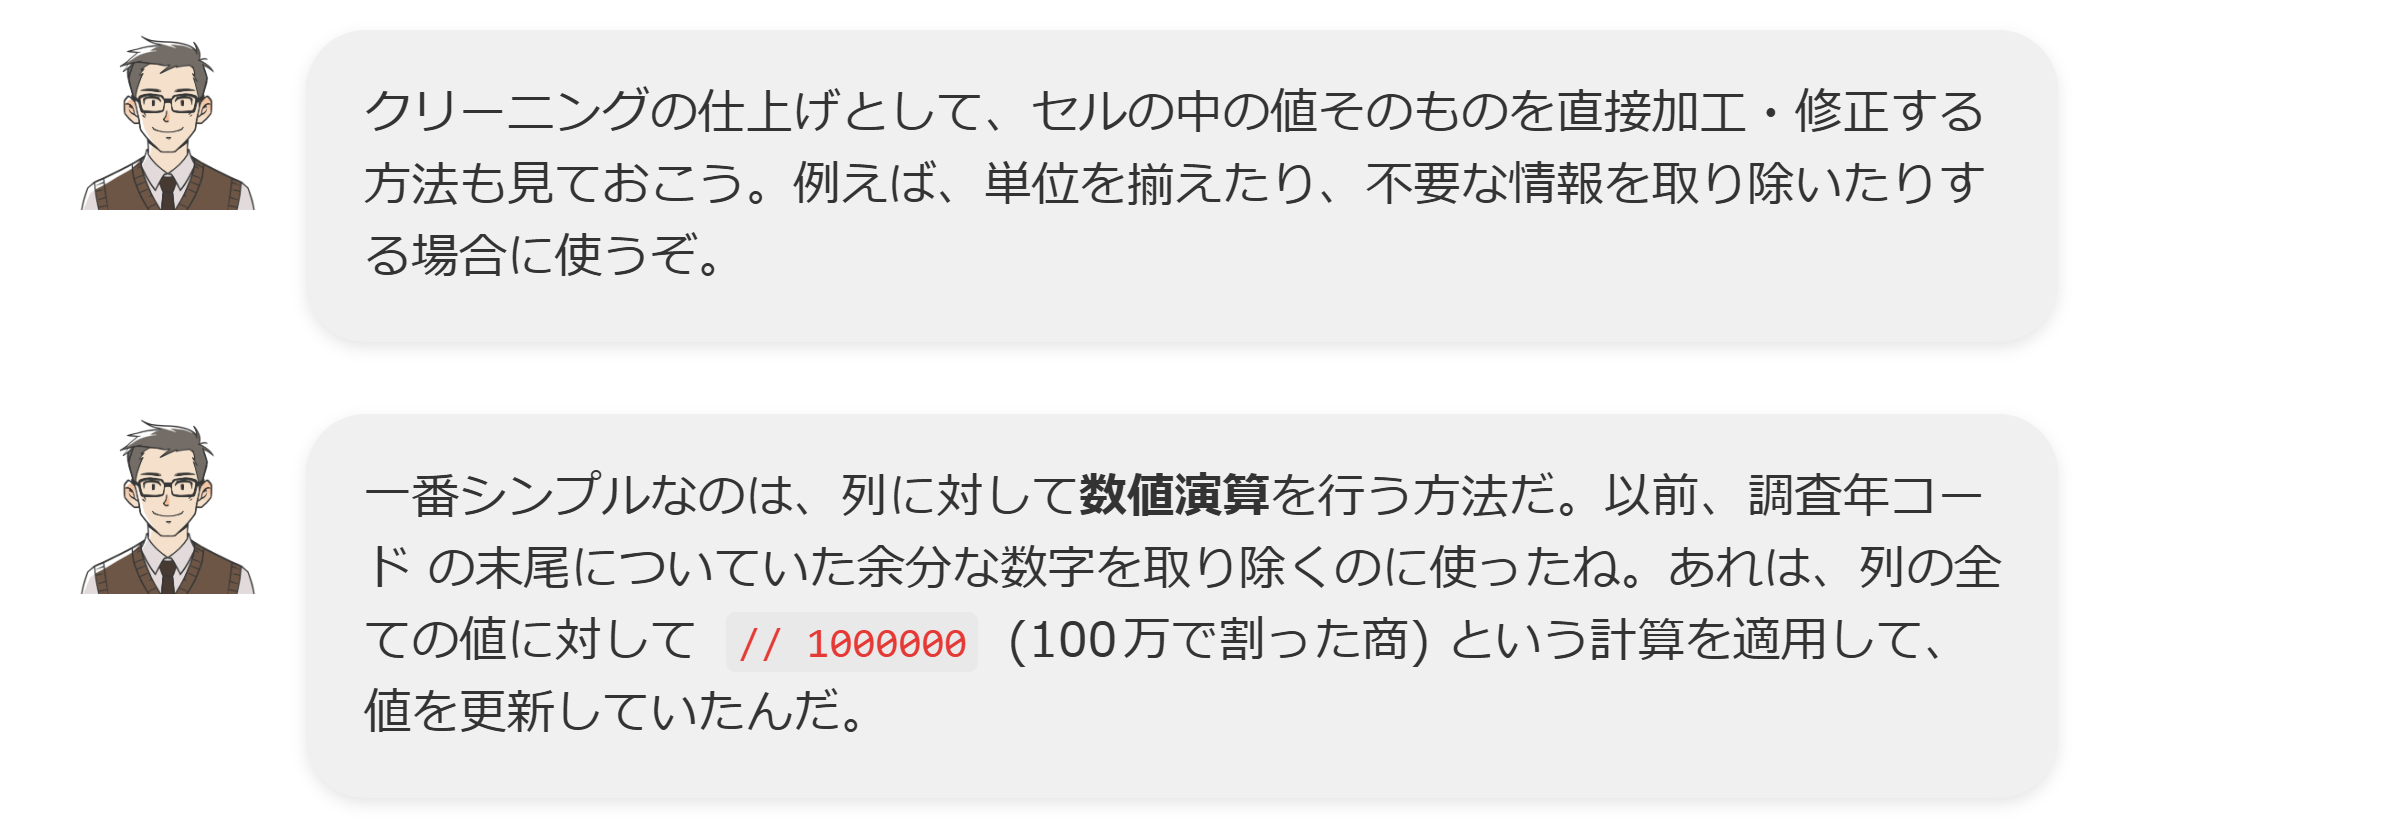 クリーニングの仕上げとして、セルの中の値そのものを直接加工・修正する
方法も見ておこう。例えば、単位を揃えたり、不要な情報を取り除いたりす
る場合に使うぞ。
一番シンプルなのは、列に対して数値演算を行う方法だ。以前、調査年コー
ド の末尾についていた余分な数字を取り除くのに使ったね。あれは、列の全
ての値に対して // 1000000 (100万で割った商) という計算を適用して、
値を更新していたんだ。